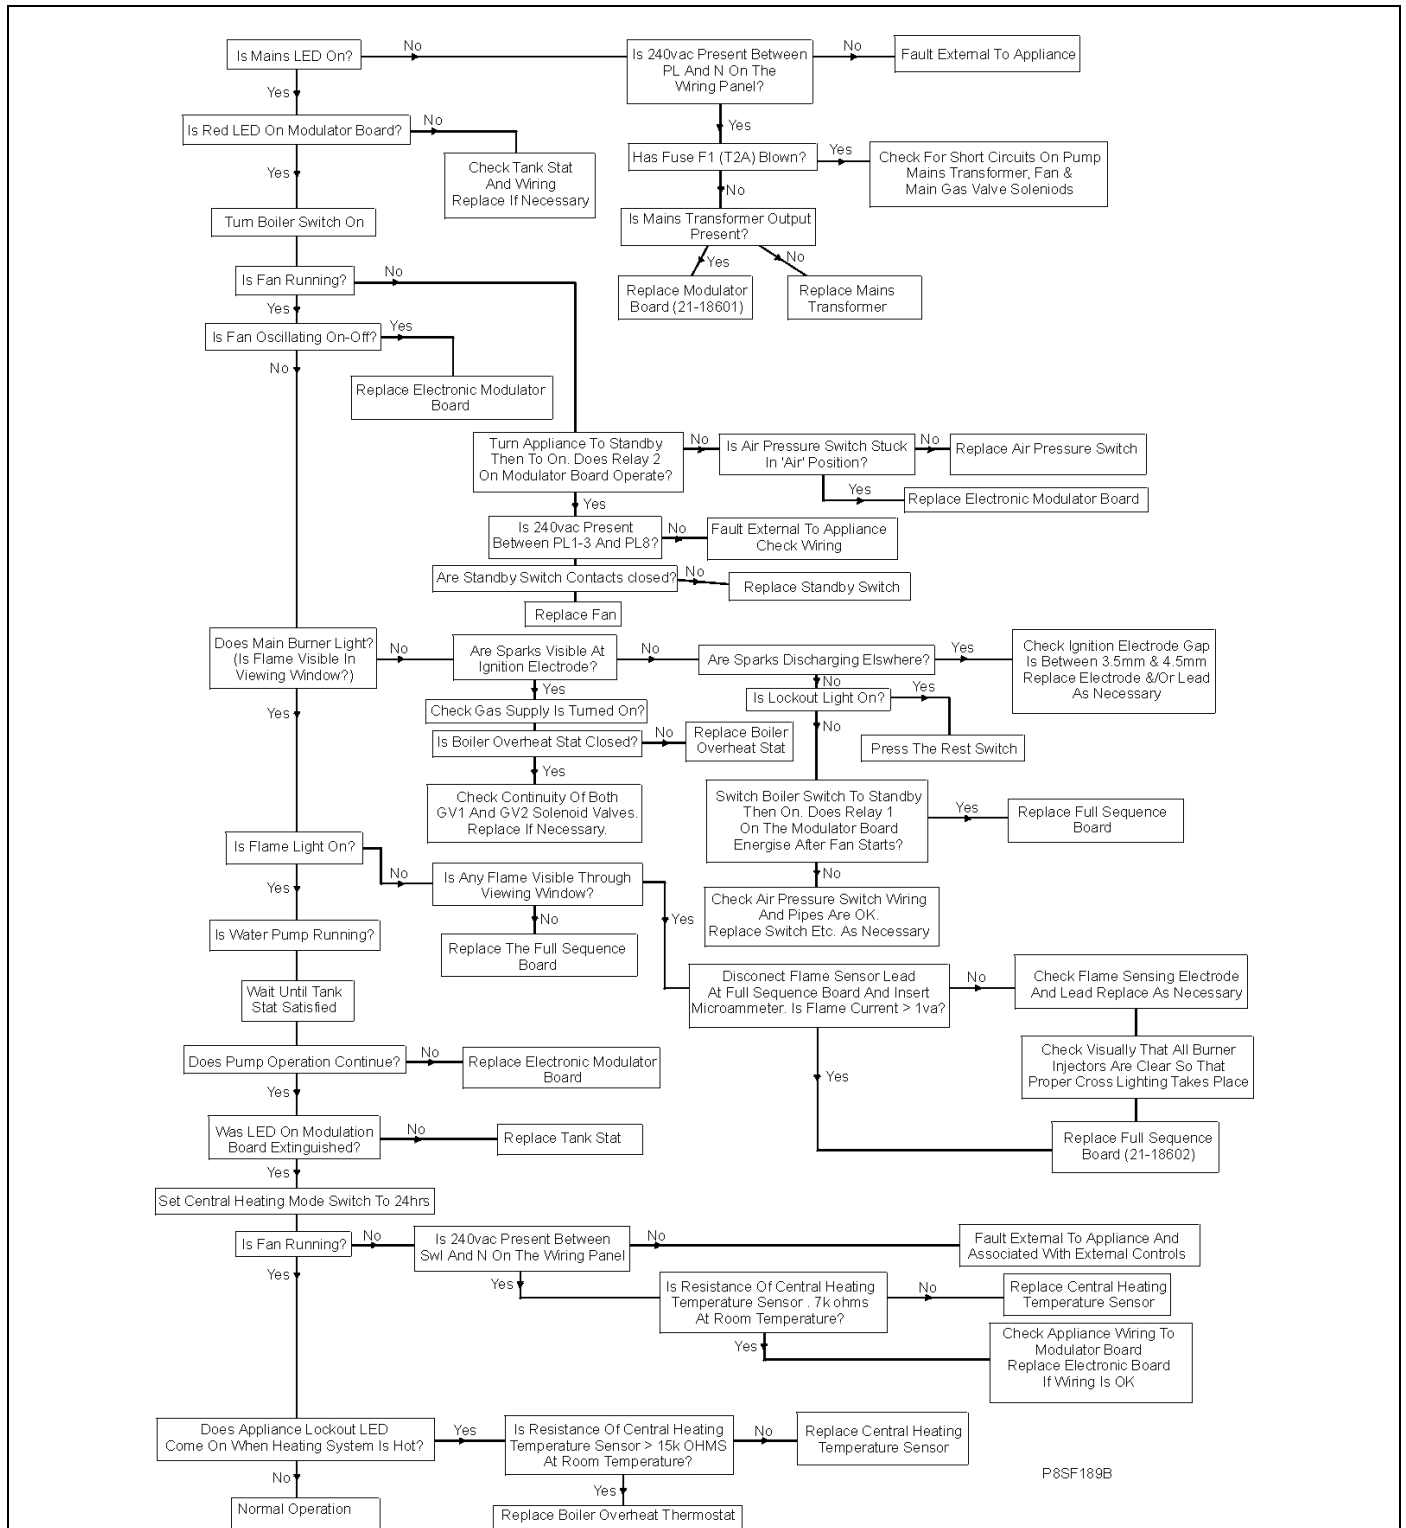 Is Mains LED On?
No
Is 240vac Present Between
PL And N On The
Wiring Panel?
No
Fault External To Appliance
Yes
Yes
Is Red LED On Modulator Board?
No
Check Tank Stat
And Wiring
Replace If Necessary
Has Fuse F1 (T2A) Blown?
Yes
Check For Short Circuits On Pump
Mains Transformer, Fan &
Main Gas Valve Soleniods
Yes
No
Turn Boiler Switch On
Is Mains Transformer Output
Present?
Yes
No
Replace Modulator
Board (21-18601)
Replace Mains
Transformer
Is Fan Running?
No
Yes
Is Fan Oscillating On-Off?
Yes
No
Replace Electronic Modulator
Board
Turn Appliance To Standby
Then To On. Does Relay 2
On Modulator Board Operate?
No
Is Air Pressure Switch Stuck
In 'Air' Position?
No
Replace Air Pressure Switch
Yes
Replace Electronic Modulator Board
Yes
Is 240vac Present
Between PL1-3 And PL8?
No
Fault External To Appliance
Check Wiring
Are Standby Switch Contacts closed?
No
Replace Standby Switch
Replace Fan
Does Main Burner Light?
(Is Flame Visible In
Viewing Window?)
No
Are Sparks Visible At
Ignition Electrode?
No
Are Sparks Discharging Elswhere?
Yes
Check Ignition Electrode Gap
Is Between 3.5mm & 4.5mm
Replace Electrode &/Or Lead
As Necessary
Yes
No
Is Lockout Light On?
Yes
Press The Rest Switch
Yes
Check Gas Supply Is Turned On?
Is Boiler Overheat Stat Closed?
No
Replace Boiler
Overheat Stat
No
Yes
Check Continuity Of Both
GV1 And GV2 Solenoid Valves.
Replace If Necessary.
Switch Boiler Switch To Standby
Then On. Does Relay 1
On The Modulator Board
Energise After Fan Starts?
Yes
Replace Full Sequence
Board
Is Flame Light On?
No
Is Any Flame Visible Through
Viewing Window?
Yes
No
Check Air Pressure Switch Wiring
And Pipes Are OK.
Replace Switch Etc. As Necessary
Yes
No
Replace The Full Sequence
Board
Is Water Pump Running?
Wait Until Tank
Stat Satisfied
Disconect Flame Sensor Lead
At Full Sequence Board And Insert
Microammeter. Is Flame Current > 1va?
No
Check Flame Sensing Electrode
And Lead Replace As Necessary
Check Visually That All Burner
Injectors Are Clear So That
Proper Cross Lighting Takes Place
Yes
Replace Full Sequence
Board (21-18602)
Does Pump Operation Continue?
No
Replace Electronic Modulator
Board
Yes
Was LED On Modulation
Board Extinguished?
No
Replace Tank Stat
Yes
Set Central Heating Mode Switch To 24hrs
Is Fan Running?
No
Is 240vac Present Between
Swl And N On The Wiring Panel
No
Fault External To Appliance And
Associated With External Controls
Yes
Yes
Is Resistance Of Central Heating
Temperature Sensor . 7k ohms
At Room Temperature?
No
Replace Central Heating
Temperature Sensor
Yes
Check Appliance Wiring To
Modulator Board
Replace Electronic Board
If Wiring Is OK
Does Appliance Lockout LED
Come On When Heating System Is Hot?
Yes
Is Resistance Of Central Heating
Temperature Sensor > 15k OHMS
At Room Temperature?
No
Replace Central Heating
Temperature Sensor
No
Normal Operation
Yes
Replace Boiler Overheat Thermostat
P8SF189B